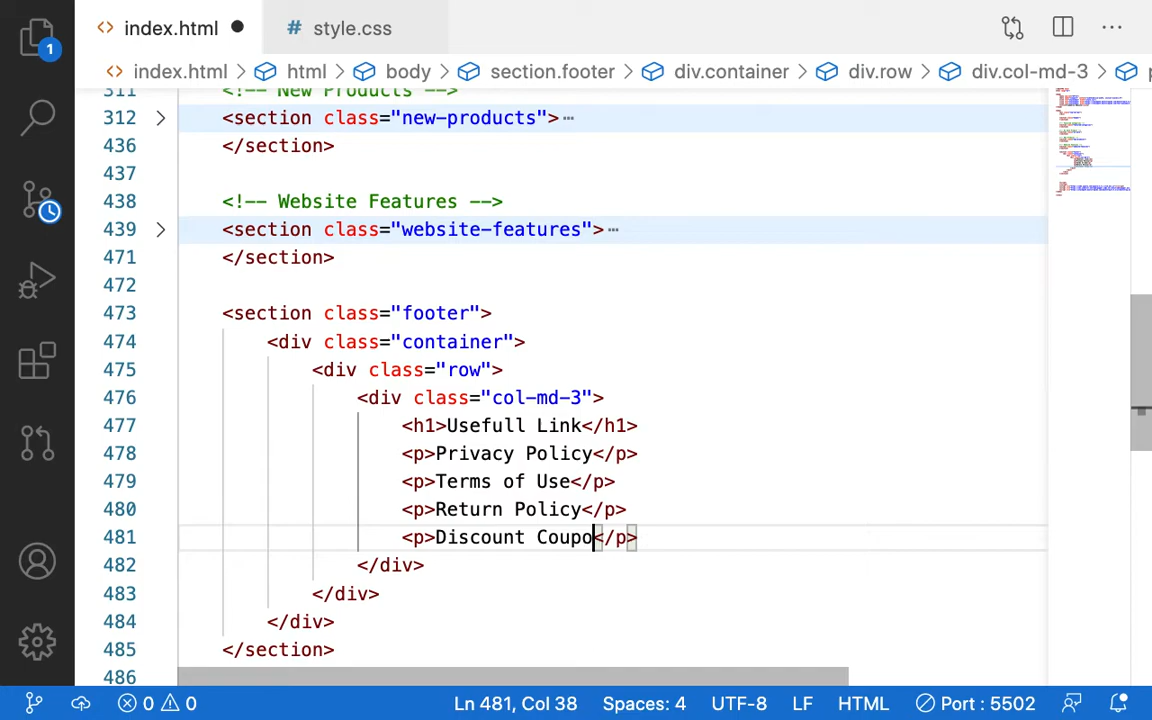 1
index.html
# style.css
index.html > html > body > section.footer > div.container > div.row > div.col-md-3 >
311 <!-- New Products -->
312 <section class="new-products">
436 </section>
437
438 <!-- Website Features -->
439 <section class="website-features">
471 </section>
472
473 <section class="footer">
474 <div class="container">
475 <div class="row">
476 <div class="col-md-3">
477 <h1>Usefull Link</h1>
478 <p>Privacy Policy</p>
479 <p>Terms of Use</p>
480 <p>Return Policy</p>
481 <p>Discount Coupo</p>
482 </div>
483 </div>
484 </div>
485 </section>
486
0 0 Ln 481, Col 38 Spaces: 4 UTF-8 LF HTML Port : 5502